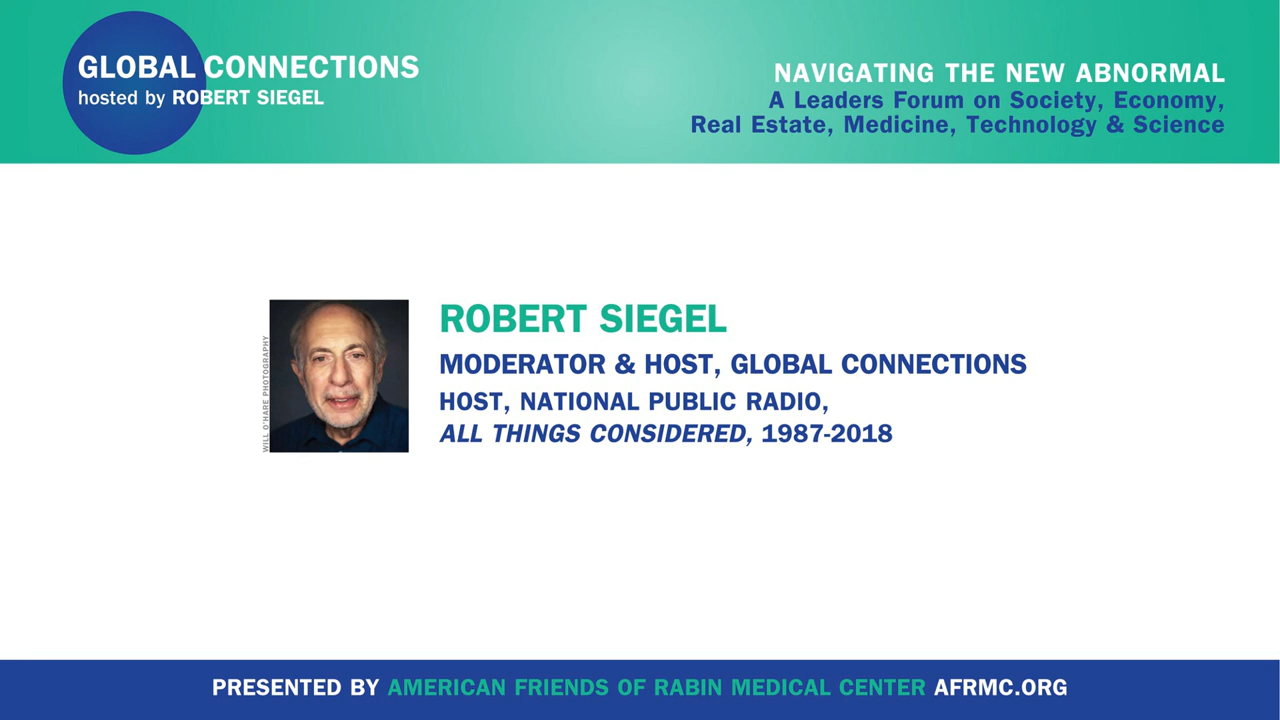 GLOBAL CONNECTIONS
hosted by ROBERT SIEGEL
NAVIGATING THE NEW ABNORMAL
A Leaders Forum on Society, Economy,
Real Estate, Medicine, Technology & Science
WILL O'HARE PHOTOGRAPHY
ROBERT SIEGEL
MODERATOR & HOST, GLOBAL CONNECTIONS
HOST, NATIONAL PUBLIC RADIO,
ALL THINGS CONSIDERED, 1987-2018
PRESENTED BY AMERICAN FRIENDS OF RABIN MEDICAL CENTER AFRMC.ORG